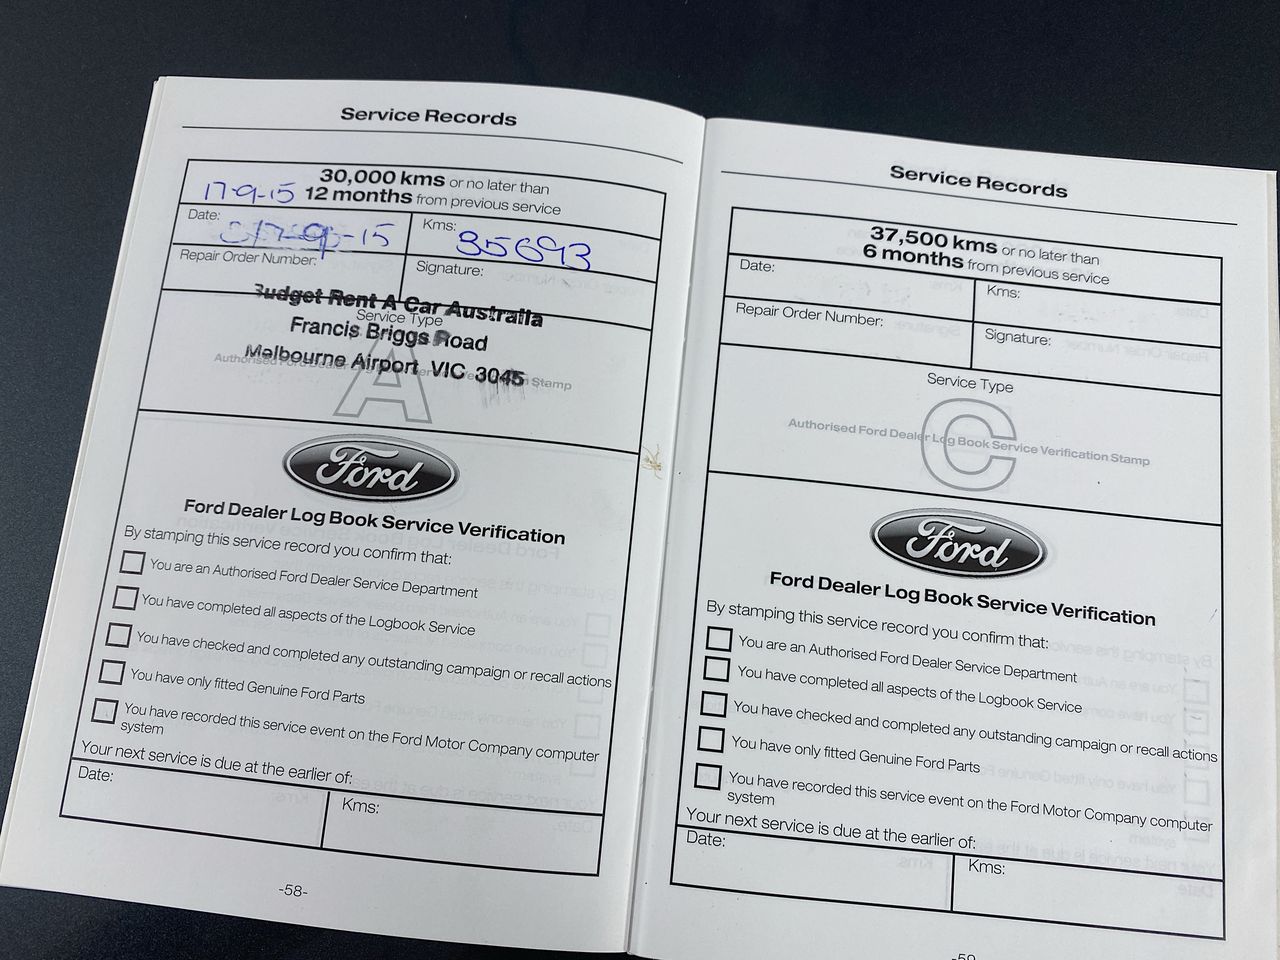 Service Records
30,000 kms or no later than
17-9-15 12 months from previous service
Date: 17-9-15
Kms: 35693
Repair Order Number:
Signature:
Budget Rent A Car Australia
Service Type
Francis Briggs Road
Melbourne Airport VIC 3045
Authorised Ford Dealer Log Book Service Verification Stamp
A
Ford
Ford Dealer Log Book Service Verification
By stamping this service record you confirm that:
You are an Authorised Ford Dealer Service Department
You have completed all aspects of the Logbook Service
You have checked and completed any outstanding campaign or recall actions
You have only fitted Genuine Ford Parts
You have recorded this service event on the Ford Motor Company computer
system
Your next service is due at the earlier of:
Date:
Kms:
-58-
Service Records
37,500 kms or no later than
6 months from previous service
Date:
Kms:
Repair Order Number:
Signature:
Service Type
Authorised Ford Dealer Log Book Service Verification Stamp
C
Ford
Ford Dealer Log Book Service Verification
By stamping this service record you confirm that:
You are an Authorised Ford Dealer Service Department
You have completed all aspects of the Logbook Service
You have checked and completed any outstanding campaign or recall actions
You have only fitted Genuine Ford Parts
You have recorded this service event on the Ford Motor Company computer
system
Your next service is due at the earlier of:
Date:
Kms:
-59-